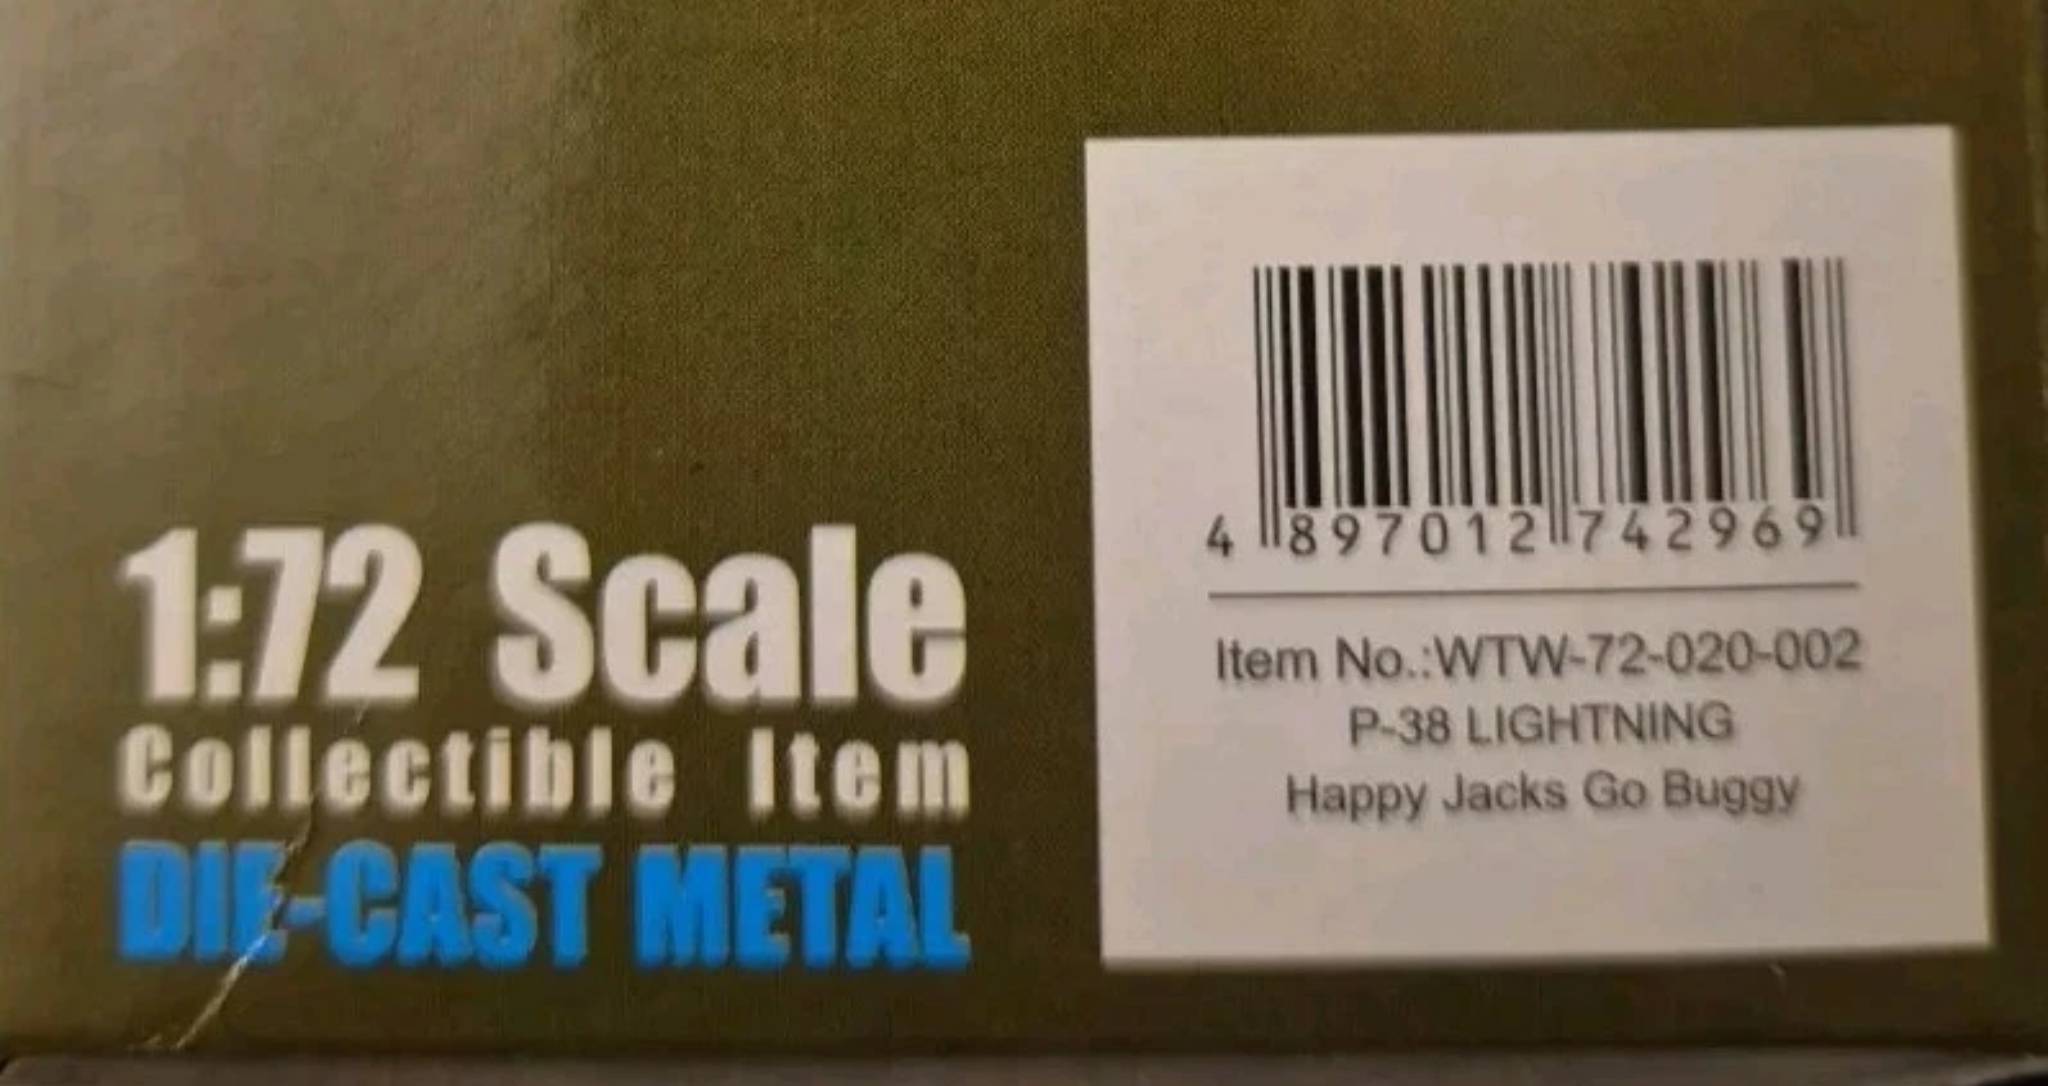 1:72 Scale
Collectible Item
DIE-CAST METAL
4 897012 742969
Item No.:WTW-72-020-002
P-38 LIGHTNING
Happy Jacks Go Buggy